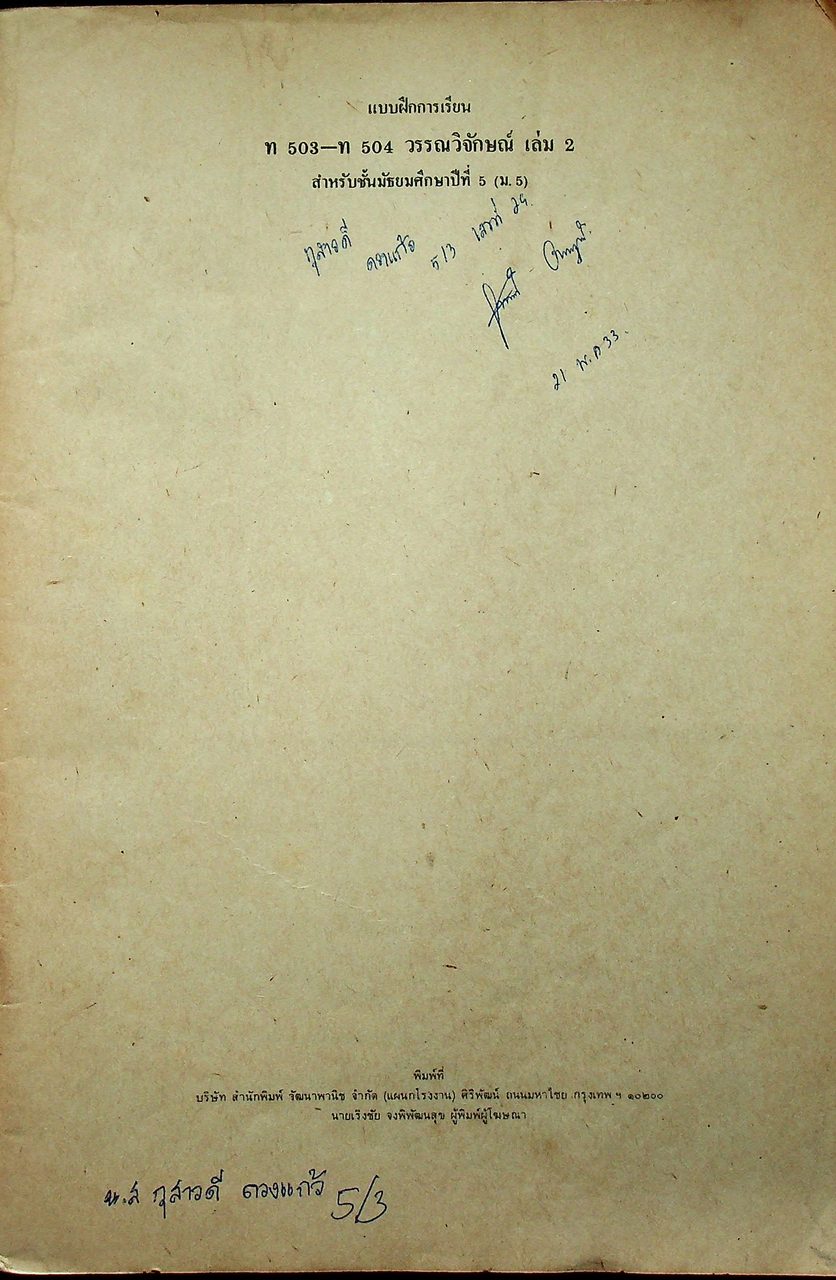 แบบฝึกการเรียน
ท 503—ท 504 วรรณวิจักษณ์ เล่ม 2
สำหรับชั้นมัธยมศึกษาปีที่ 5 (ม. 5)
กุสาวดี ดวงแก้ว 5/3 เลขที่ 29.
21 พ.ค 33.
พิมพ์ที่
บริษัท สำนักพิมพ์ วัฒนาพานิช จำกัด (แผนกโรงงาน) ศิริพัฒน์ ถนนมหาไชย กรุงเทพ ฯ ๑๐๒๐๐
นายเริงชัย จงพิพัฒนสุข ผู้พิมพ์ผู้โฆษณา
น.ส กุสาวดี ดวงแก้ว 5/3